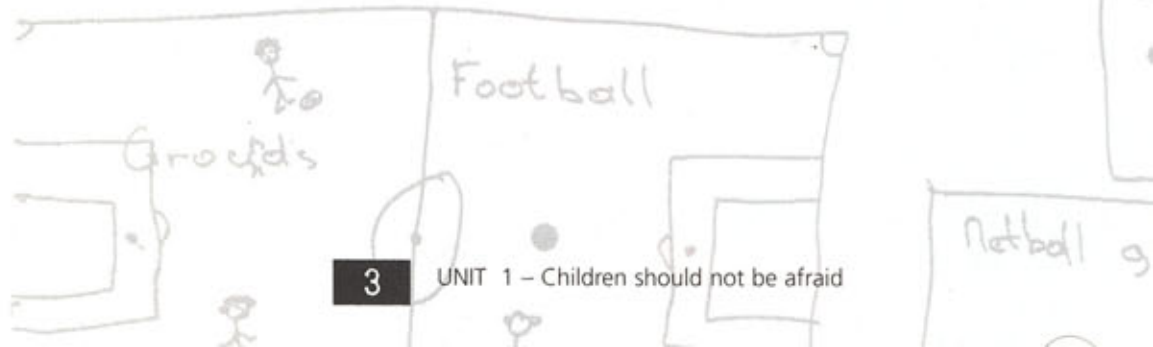 Football
Grounds
Netball g
3 UNIT 1 – Children should not be afraid